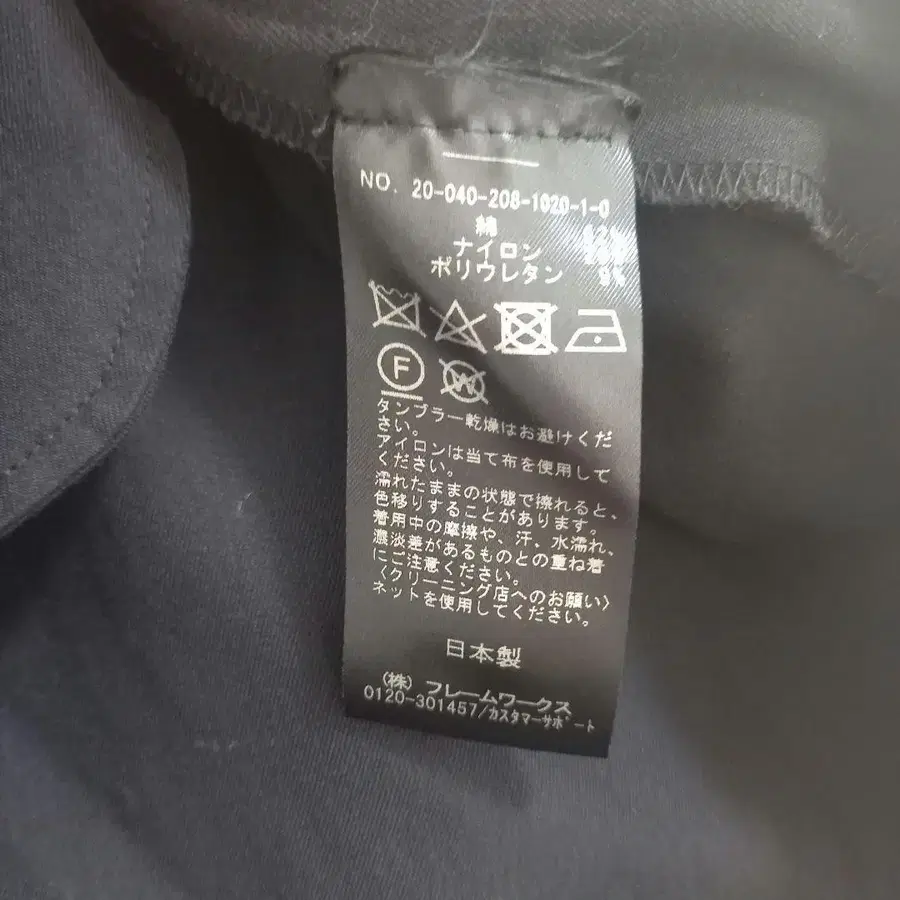 NO. 20-040-208-1020-1-0
綿
ナイロン
ポリウレタン
F
W
タンブラー乾燥はお避けくだ
さい。
アイロンは当て布を使用して
ください。
濡れたままの状態で擦れると、
色移りすることがあります。
着用中の摩擦や、汗、水濡れ、
濃淡差があるものとの重ね着
にご注意ください。
〈クリーニング店へのお願い〉
ネットを使用してください。
日本製
(株) フレームワークス
0120-301457/カスタマーサポート